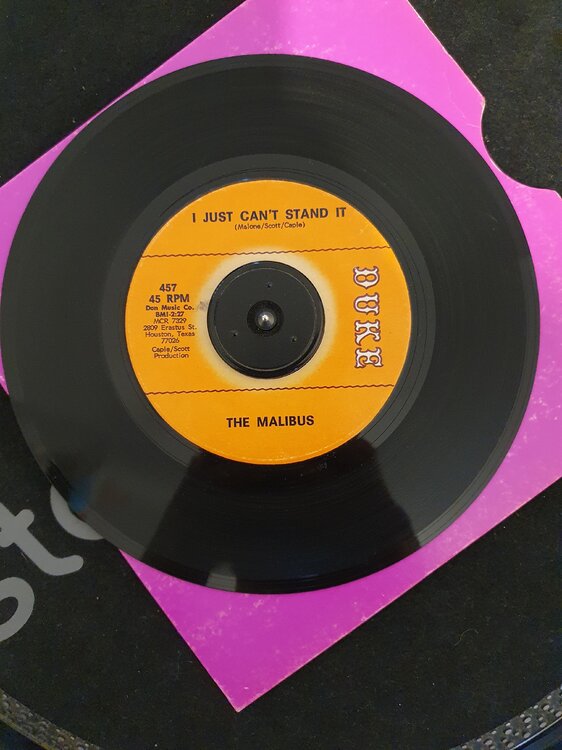 I JUST CAN'T STAND IT
(Malone/Scott/Caple)
457
45 RPM
Don Music Co.
BMI-2:27
MCR 7329
2809 Erastus St.
Houston, Texas
77026
Caple/Scott
Production
DUKE
THE MALIBUS